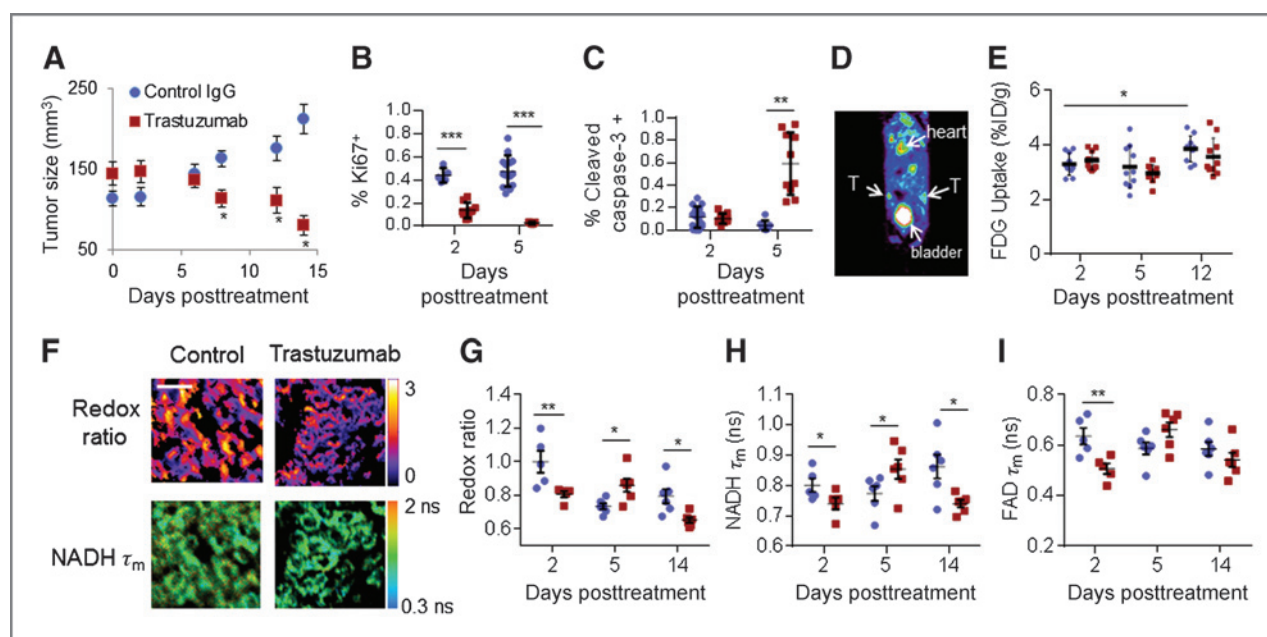 A
Tumor size (mm³)
250
150
50
Control IgG
Trastuzumab
*
*
*
0
5
10
15
Days posttreatment
B
% Ki67⁺
1.0
0.8
0.6
0.4
0.2
0.0
***
***
2
5
Days
posttreatment
C
% Cleaved
caspase-3 +
1.0
0.8
0.6
0.4
0.2
0.0
**
2
5
Days
posttreatment
D
heart
T
T
bladder
E
FDG Uptake (%ID/g)
6
4
2
0
*
2
5
12
Days posttreatment
F
Control
Trastuzumab
Redox
ratio
3
0
NADH τm
2 ns
0.3 ns
G
Redox ratio
1.4
1.2
1.0
0.8
0.6
**
*
*
2
5
14
Days posttreatment
H
NADH τm (ns)
1.1
1.0
0.9
0.8
0.7
0.6
*
*
*
2
5
14
Days posttreatment
I
FAD τm (ns)
0.8
0.6
0.4
0.2
**
2
5
14
Days posttreatment